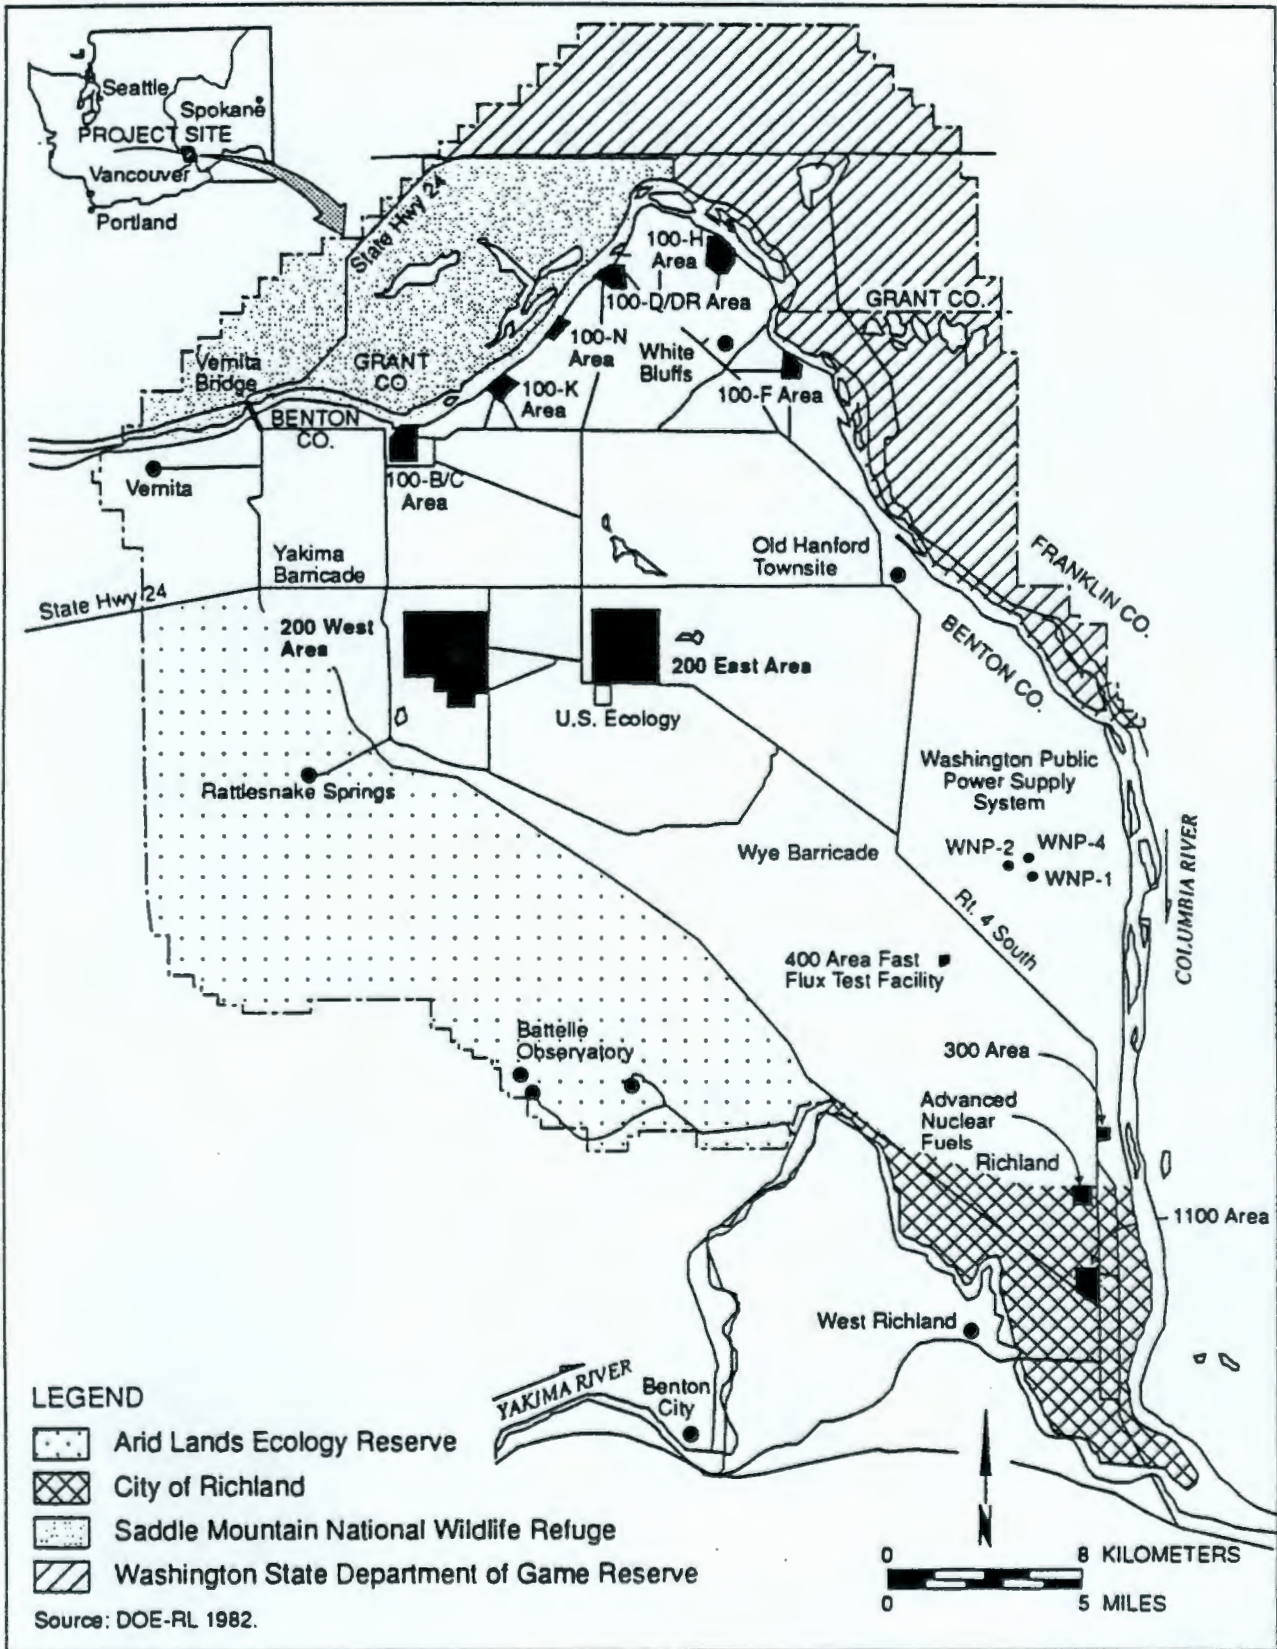 Seattle
Spokane
PROJECT SITE
Vancouver
Portland
State Hwy 24
100-H
Area
100-D/DR Area
GRANT CO.
100-N
Area
White
Bluffs
Vernita
Bridge
GRANT
CO
100-K
Area
100-F Area
BENTON
CO.
Vernita
100-B/C
Area
Yakima
Barricade
Old Hanford
Townsite
FRANKLIN CO.
State Hwy 24
BENTON CO.
200 West
Area
200 East Area
U.S. Ecology
Rattlesnake Springs
Washington Public
Power Supply
System
WNP-2
WNP-4
WNP-1
Wye Barricade
COLUMBIA RIVER
Rt. 4 South
400 Area Fast
Flux Test Facility
Battelle
Observatory
300 Area
Advanced
Nuclear
Fuels
Richland
1100 Area
West Richland
YAKIMA RIVER
Benton
City
LEGEND
Arid Lands Ecology Reserve
City of Richland
Saddle Mountain National Wildlife Refuge
Washington State Department of Game Reserve
Source: DOE-RL 1982.
N
0 8 KILOMETERS
0 5 MILES